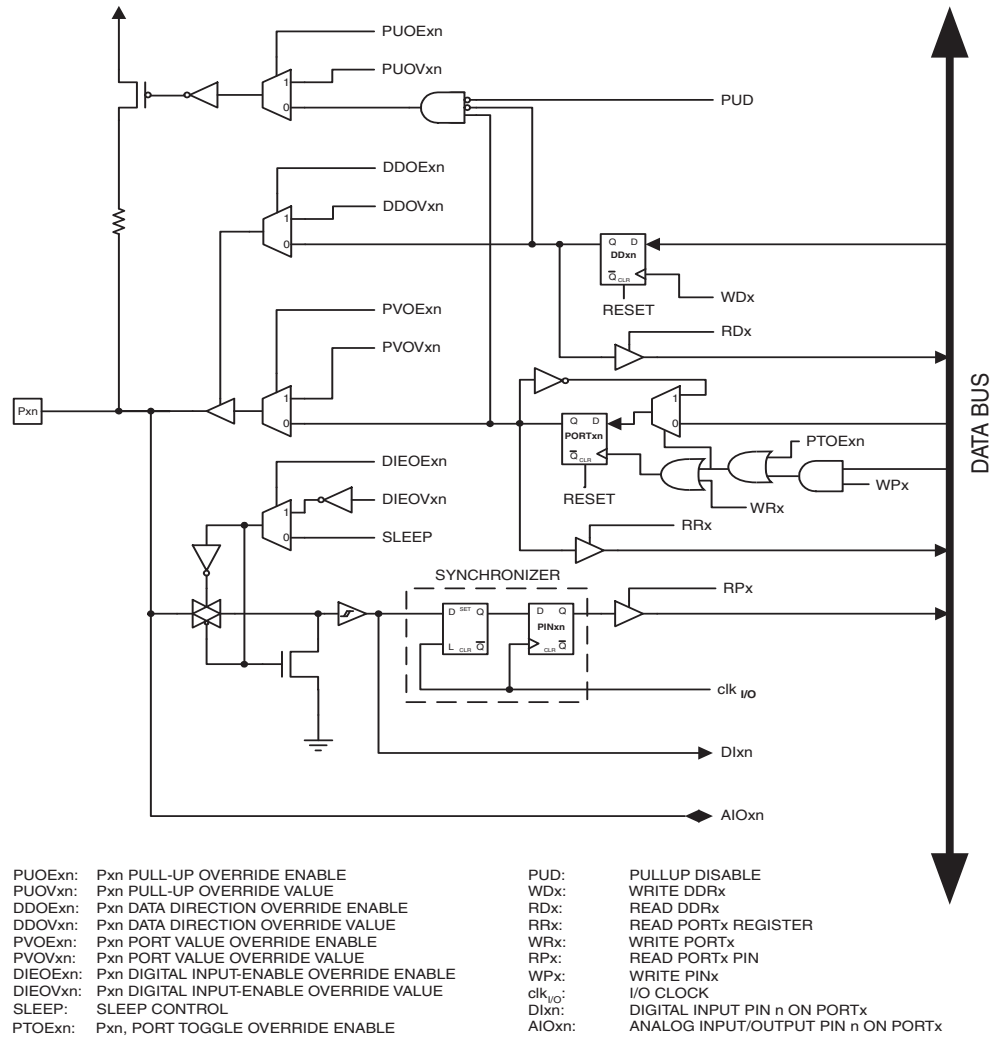 PUOExn
PUOVxn
1
0
PUD
DDOExn
DDOVxn
1
0
Q D
DDxn
Q CLR
WDx
RESET
RDx
PVOExn
PVOVxn
1
0
Pxn
1
0
Q D
PORTxn
Q CLR
RESET
PTOExn
WPx
WRx
DATA BUS
DIEOExn
DIEOVxn
1
0
SLEEP
RRx
SYNCHRONIZER
RPx
D SET Q
L CLR Q
D Q
PINxn
CLR Q
clk I/O
DIxn
AIOxn
PUOExn: Pxn PULL-UP OVERRIDE ENABLE
PUOVxn: Pxn PULL-UP OVERRIDE VALUE
DDOExn: Pxn DATA DIRECTION OVERRIDE ENABLE
DDOVxn: Pxn DATA DIRECTION OVERRIDE VALUE
PVOExn: Pxn PORT VALUE OVERRIDE ENABLE
PVOVxn: Pxn PORT VALUE OVERRIDE VALUE
DIEOExn: Pxn DIGITAL INPUT-ENABLE OVERRIDE ENABLE
DIEOVxn: Pxn DIGITAL INPUT-ENABLE OVERRIDE VALUE
SLEEP: SLEEP CONTROL
PTOExn: Pxn, PORT TOGGLE OVERRIDE ENABLE
PUD: PULLUP DISABLE
WDx: WRITE DDRx
RDx: READ DDRx
RRx: READ PORTx REGISTER
WRx: WRITE PORTx
RPx: READ PORTx PIN
WPx: WRITE PINx
clk I/O: I/O CLOCK
DIxn: DIGITAL INPUT PIN n ON PORTx
AIOxn: ANALOG INPUT/OUTPUT PIN n ON PORTx